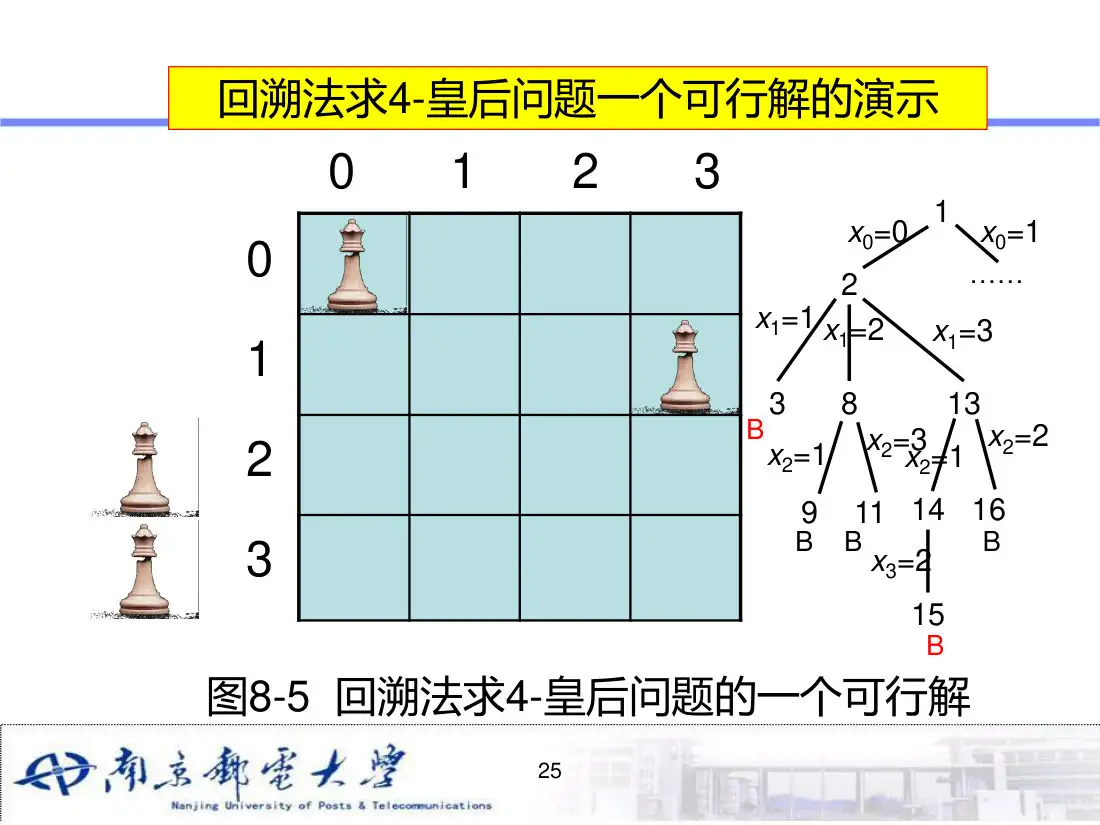 回溯法求4-皇后问题一个可行解的演示
0 1 2 3
0
1
2
3
1
x0=0 x0=1
2 ……
x1=1 x1=2 x1=3
3 8 13
B
x2=1 x2=3 x2=1 x2=2
9 11 14 16
B B B
x3=2
15
B
图8-5 回溯法求4-皇后问题的一个可行解
南京郵電大學
Nanjing University of Posts & Telecommunications
25